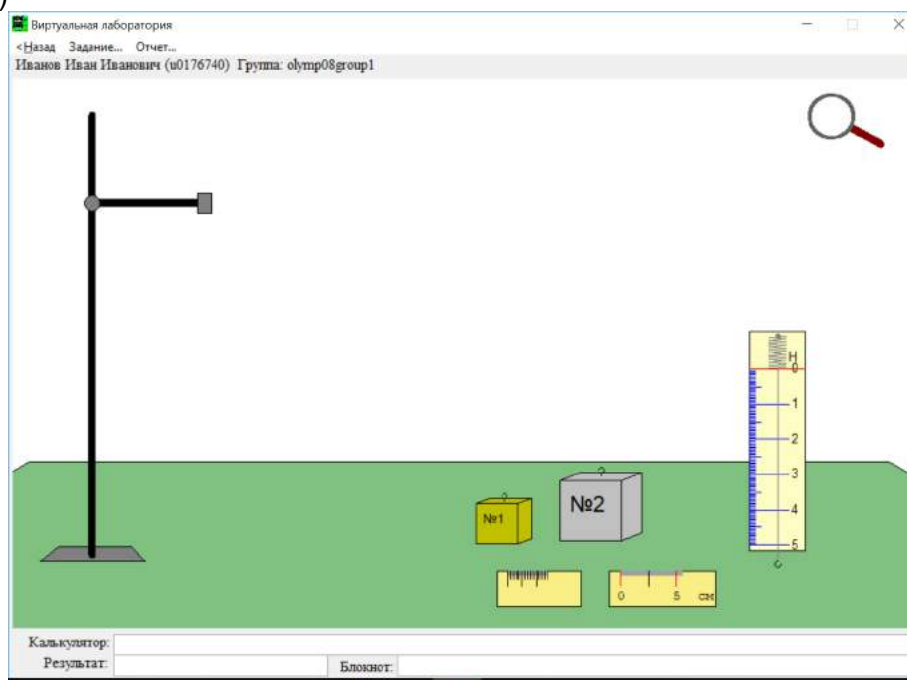 )
Виртуальная лаборатория
<Назад Задание... Отчет...
Иванов Иван Иванович (u0176740) Группа: olymp08group1
Н
0
1
2
3
4
5
№1
№2
0 5 см
Калькулятор:
Результат: Блокнот: